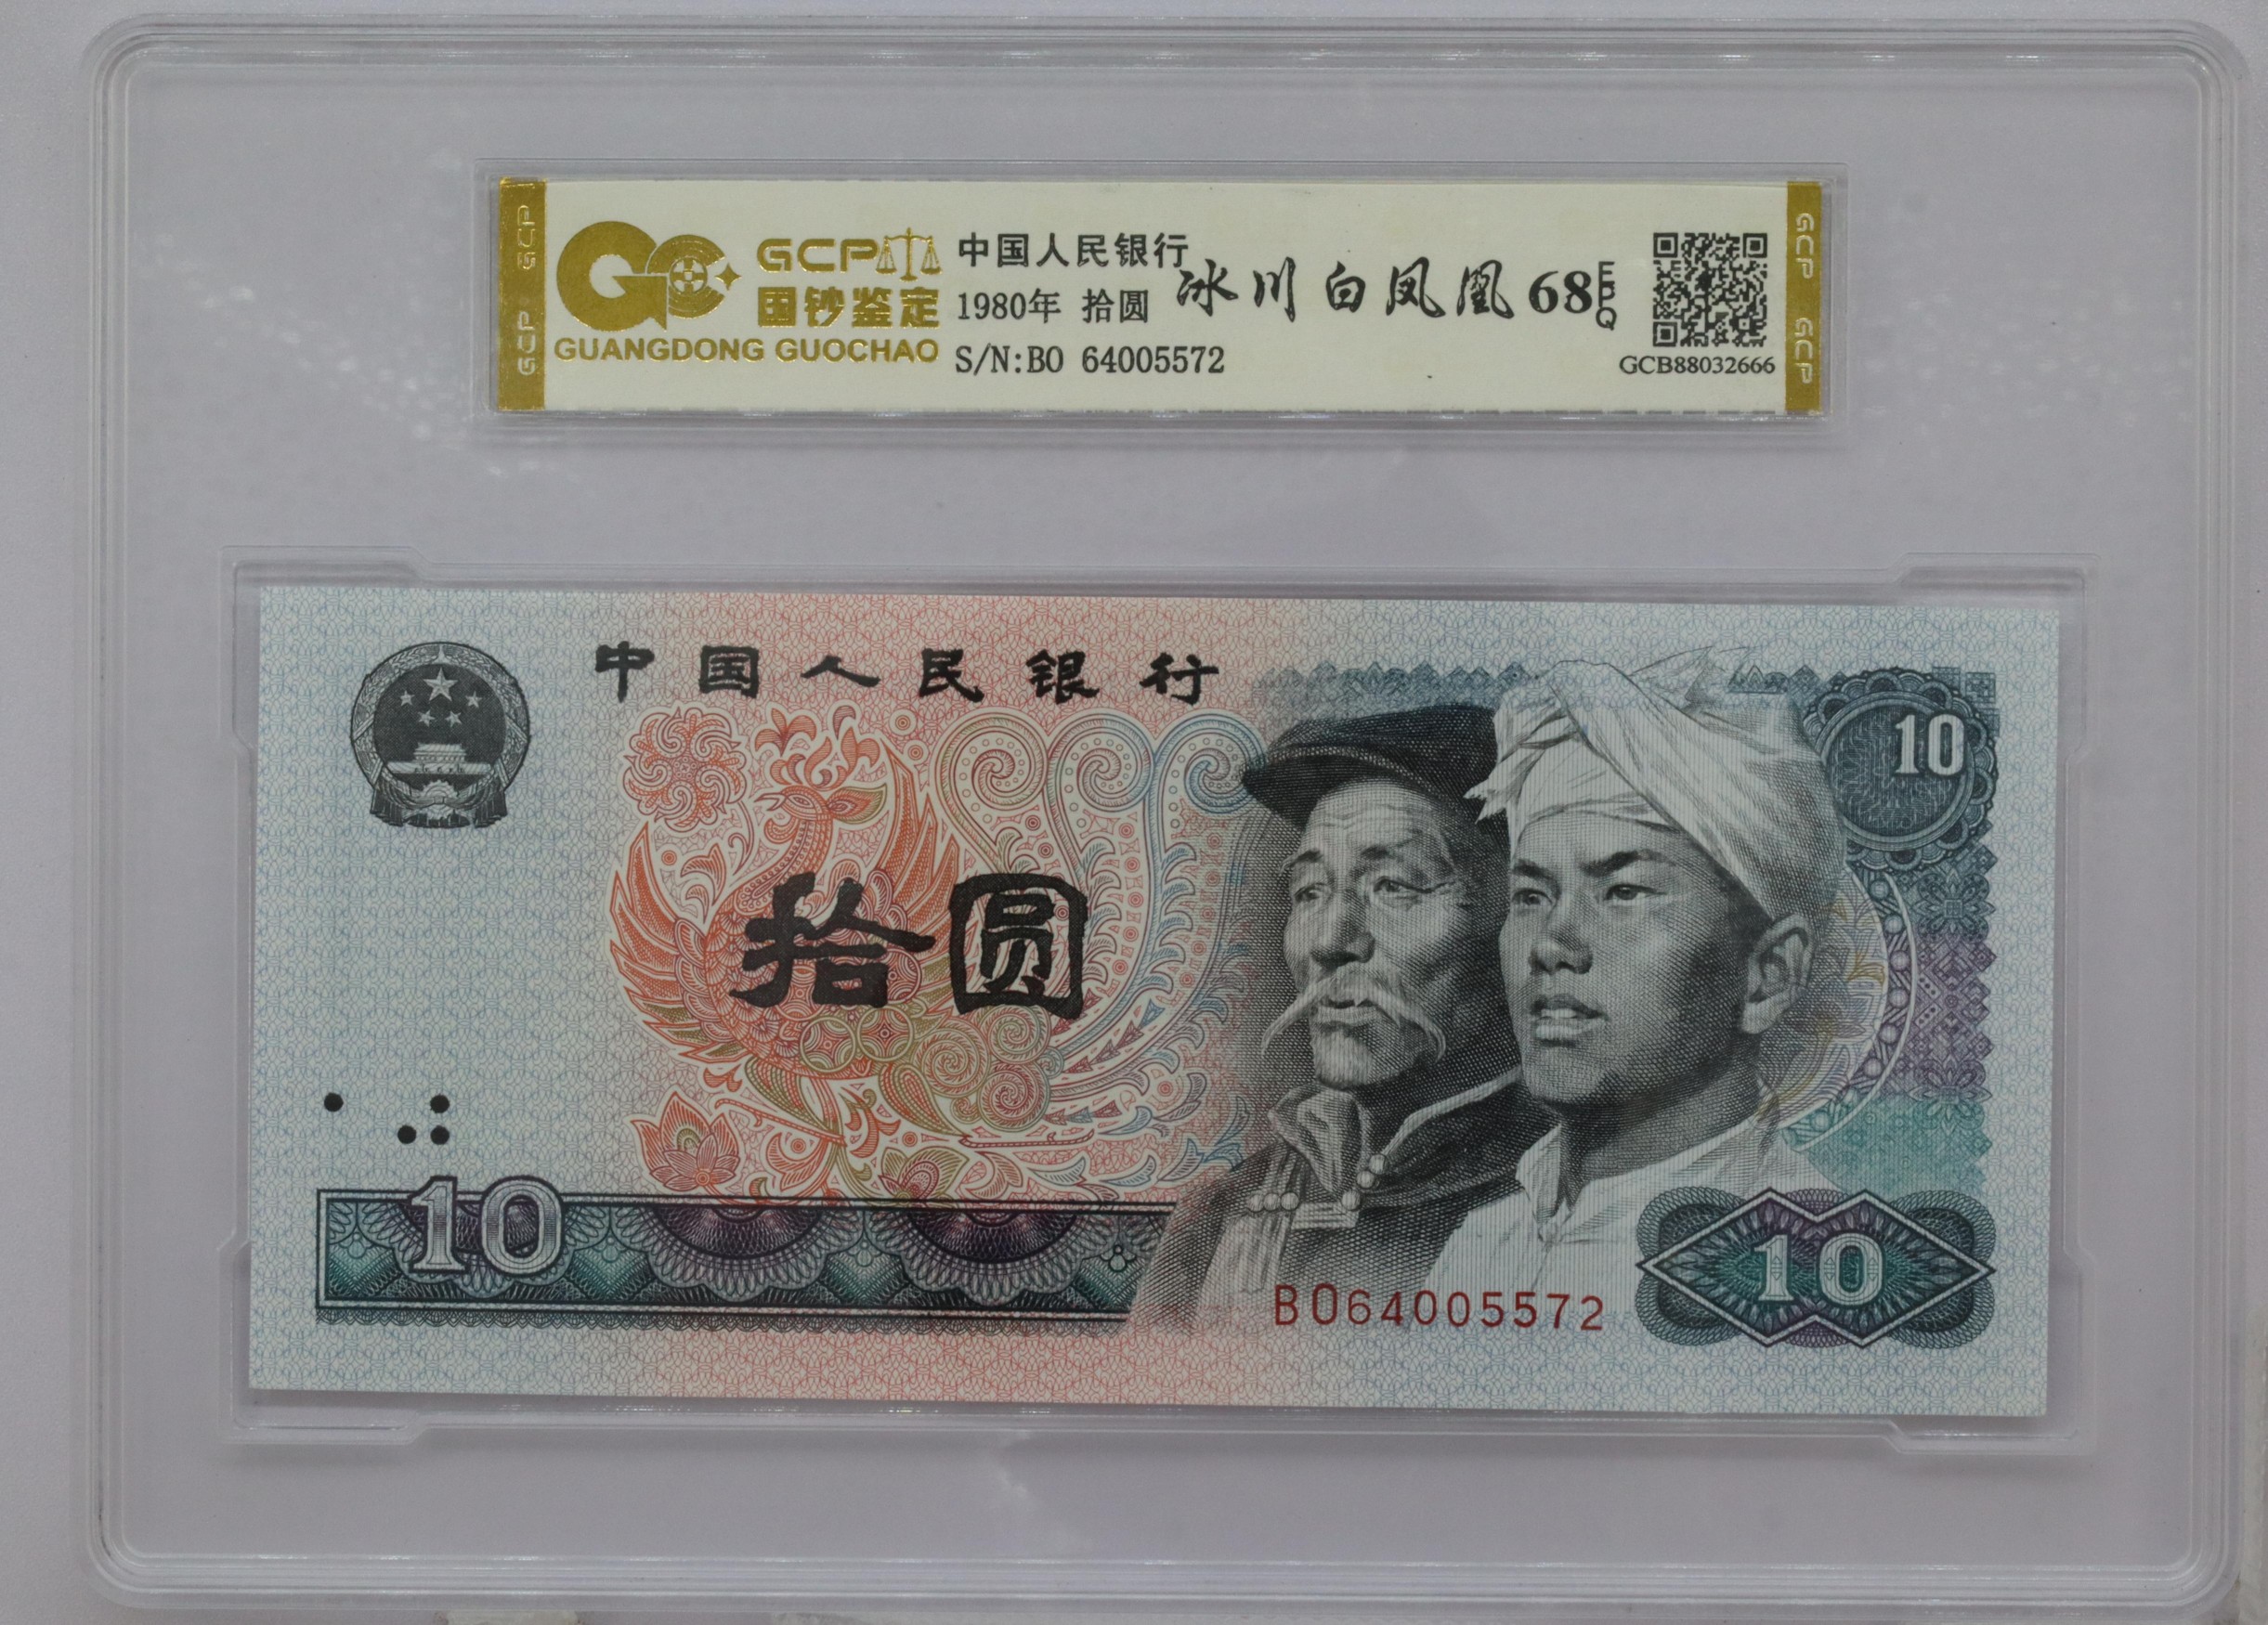 GCP
国钞鉴定
GUANGDONG GUOCHAO
中国人民银行
1980年 拾圆
S/N:BO 64005572
冰川白凤凰 68 EPQ
GCB88032666
GCP GCP
GCP GCP
中国人民银行
10
拾圆
10
BO64005572
10